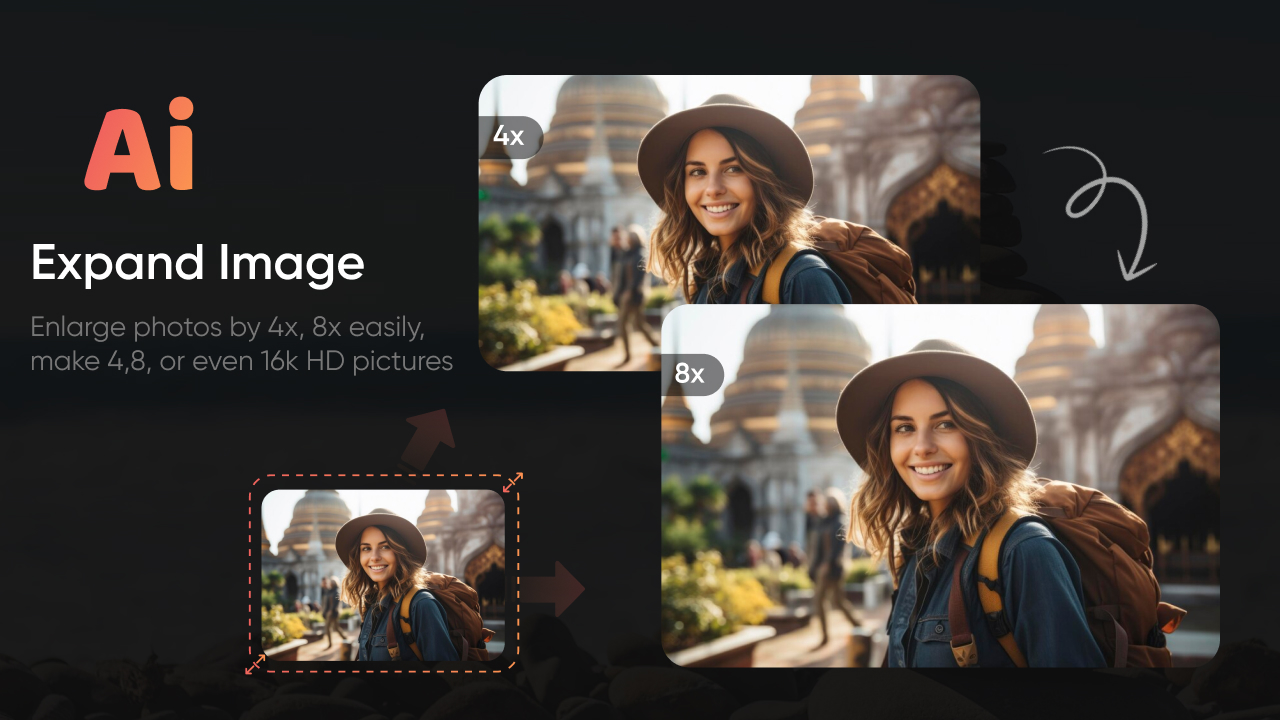 Ai
Expand Image
Enlarge photos by 4x, 8x easily,
make 4,8, or even 16k HD pictures
4x
8x